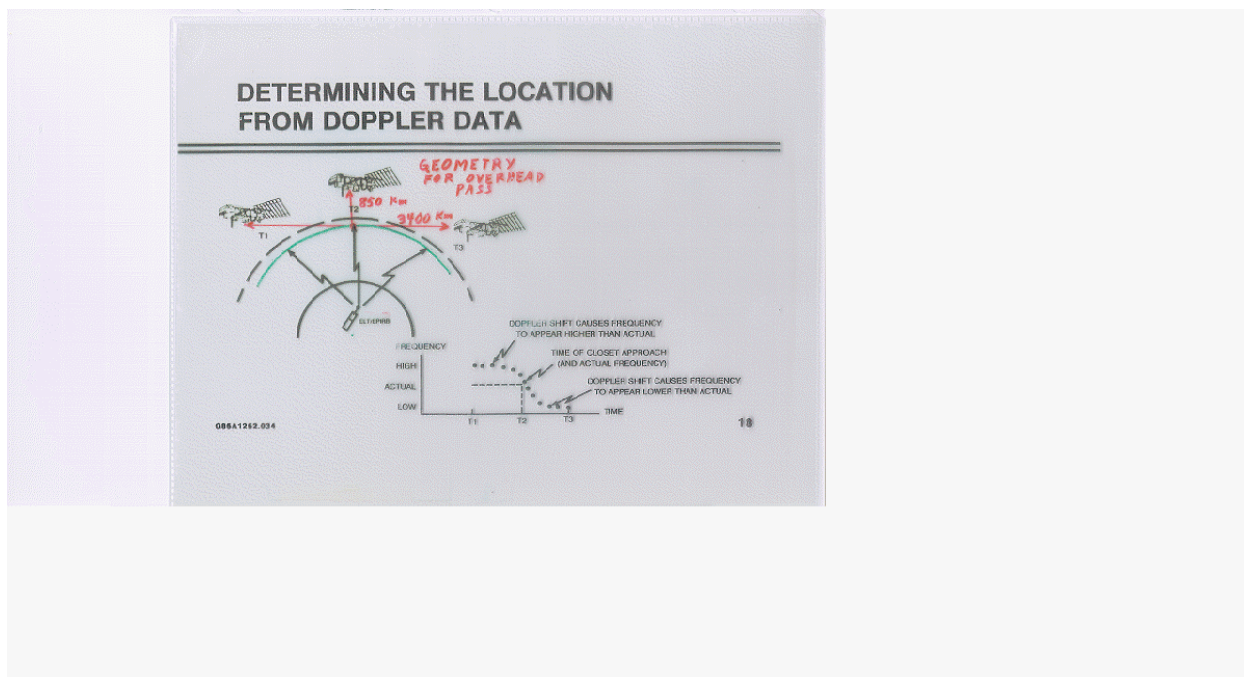 DETERMINING THE LOCATION
FROM DOPPLER DATA
GEOMETRY
FOR OVERHEAD
PASS
850 Km
T2
3400 Km
T1
T3
ELT/EPIRB
DOPPLER SHIFT CAUSES FREQUENCY
TO APPEAR HIGHER THAN ACTUAL
FREQUENCY
TIME OF CLOSET APPROACH
(AND ACTUAL FREQUENCY)
HIGH
DOPPLER SHIFT CAUSES FREQUENCY
TO APPEAR LOWER THAN ACTUAL
ACTUAL
LOW
TIME
T1
T2
T3
G86A1262.034
18